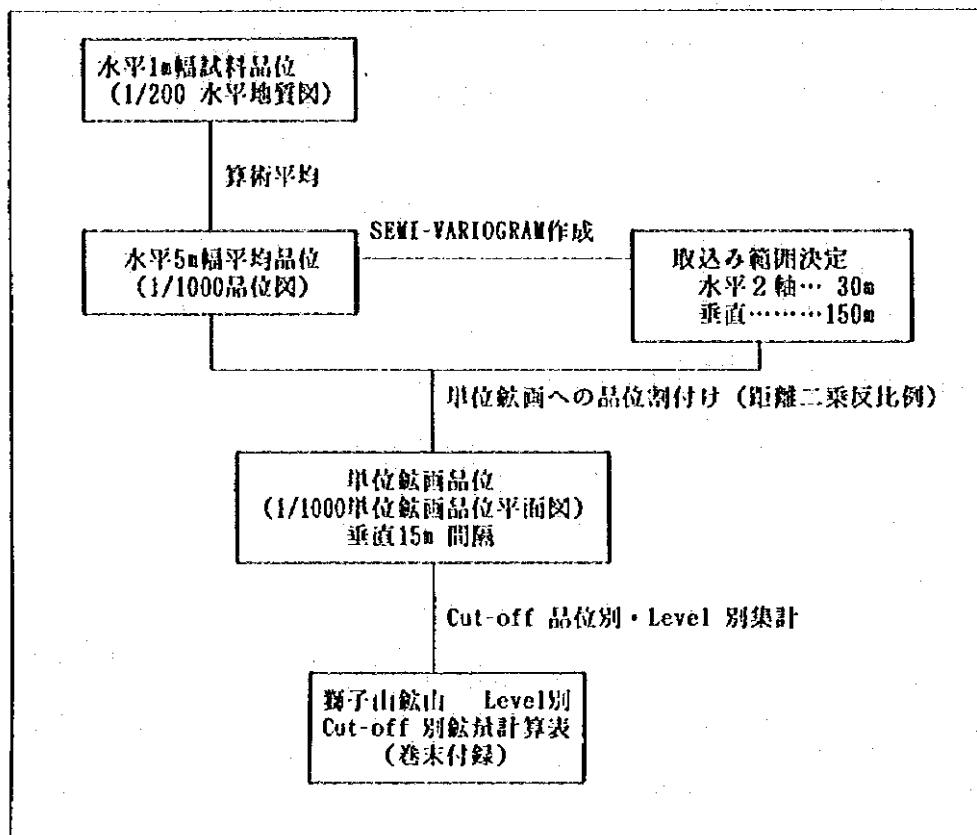 水平1m幅試料品位
(1/200 水平地質図)
算術平均
SEMI-VARIOGRAM作成
水平5m幅平均品位
(1/1000品位図)
取込み範囲決定
水平2軸… 30m
垂直………150m
単位鉱画への品位割付け (距離二乗反比例)
単位鉱画品位
(1/1000単位鉱画品位平面図)
垂直15m 間隔
Cut-off 品位別・Level 別集計
獅子山鉱山 Level別
Cut-off 別鉱量計算表
(巻末付録)